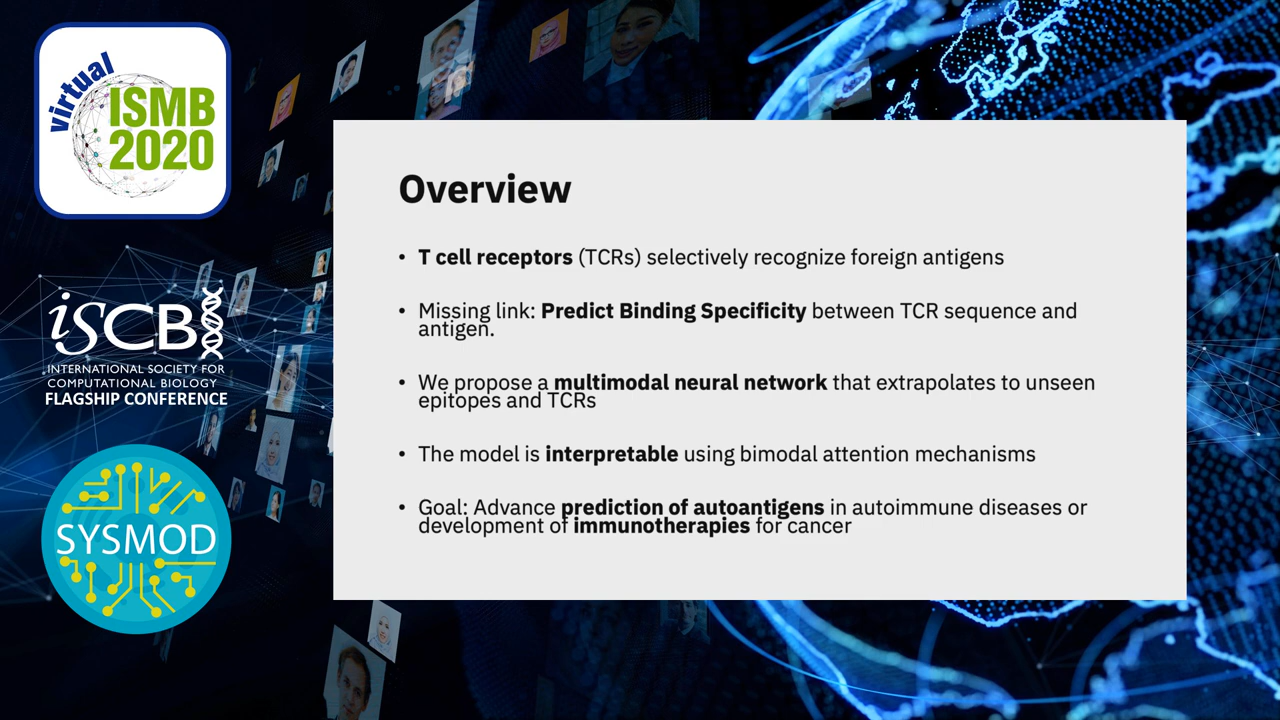 virtual
ISMB
2020
iSCB
INTERNATIONAL SOCIETY FOR
COMPUTATIONAL BIOLOGY
FLAGSHIP CONFERENCE
SYSMOD
Overview
• T cell receptors (TCRs) selectively recognize foreign antigens
• Missing link: Predict Binding Specificity between TCR sequence and
antigen.
• We propose a multimodal neural network that extrapolates to unseen
epitopes and TCRs
• The model is interpretable using bimodal attention mechanisms
• Goal: Advance prediction of autoantigens in autoimmune diseases or
development of immunotherapies for cancer